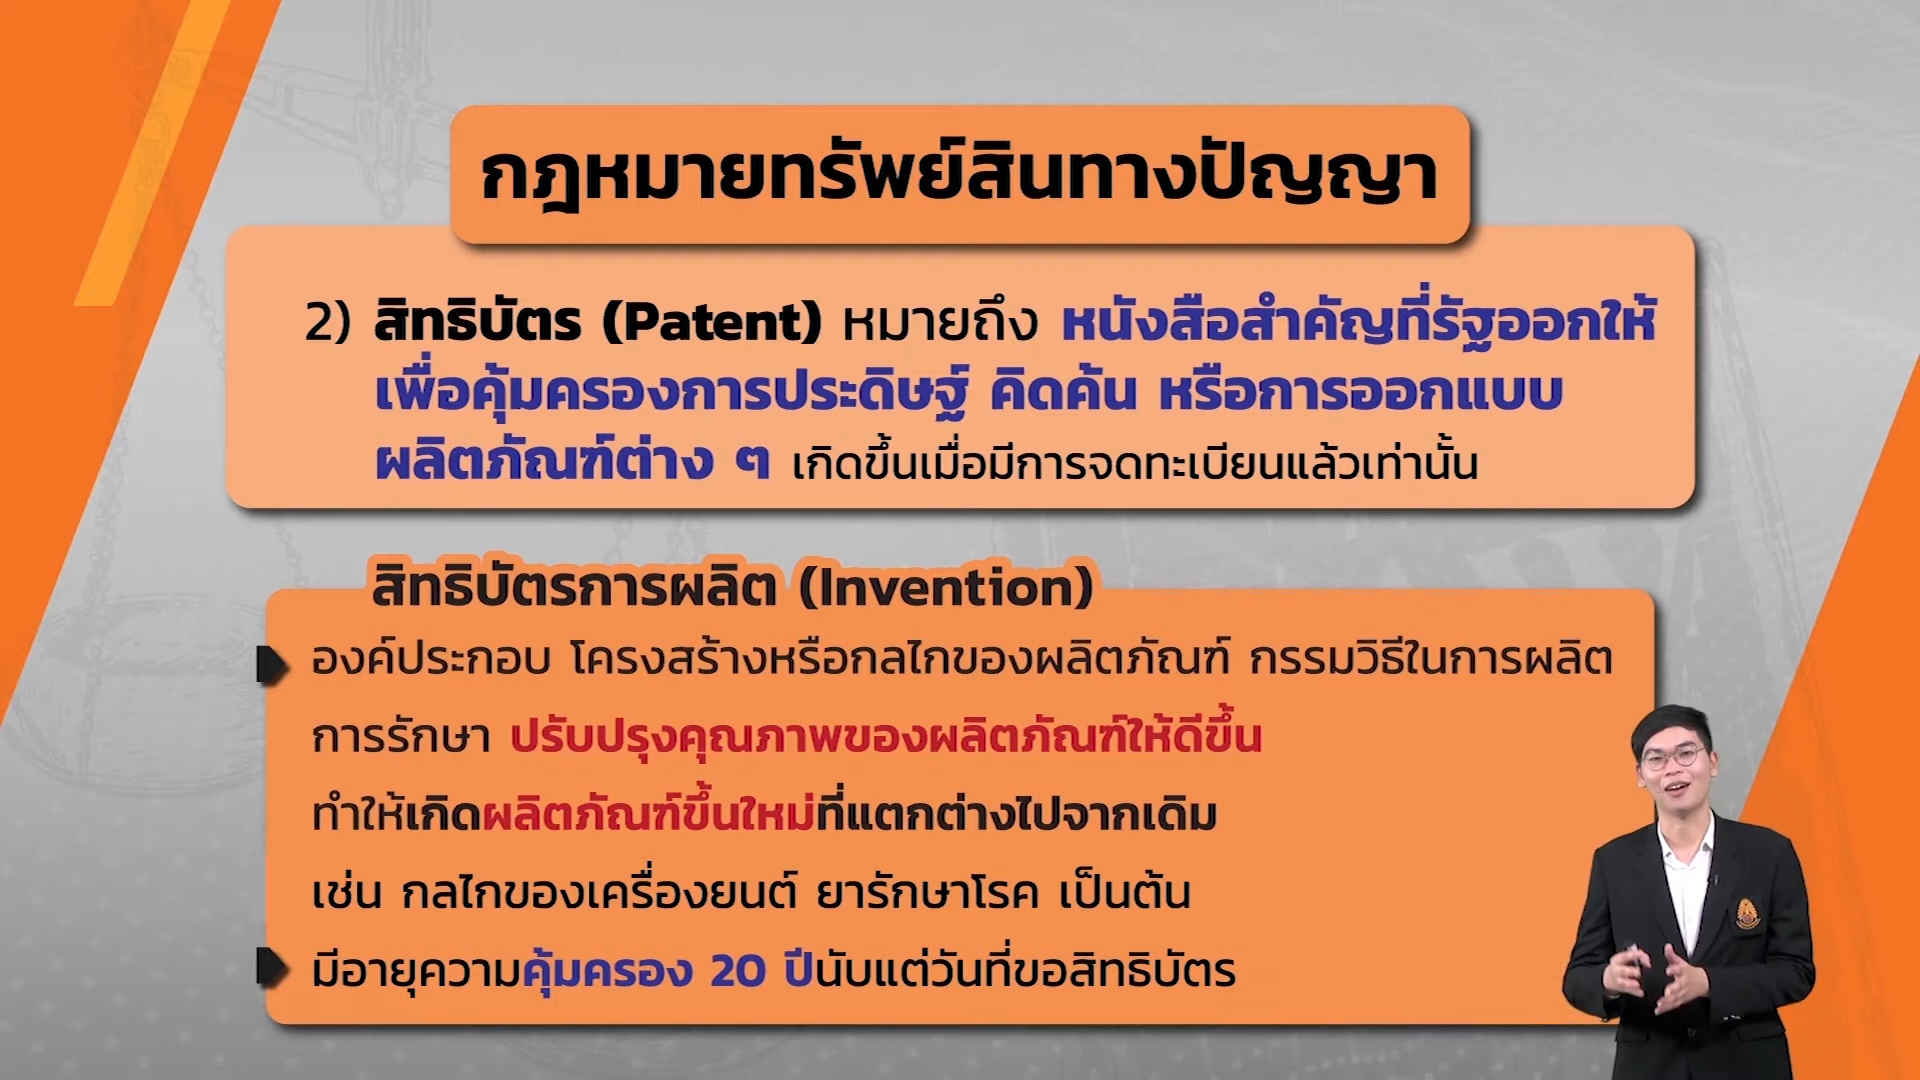 กฎหมายทรัพย์สินทางปัญญา
2) สิทธิบัตร (Patent) หมายถึง หนังสือสำคัญที่รัฐออกให้
เพื่อคุ้มครองการประดิษฐ์ คิดค้น หรือการออกแบบ
ผลิตภัณฑ์ต่าง ๆ เกิดขึ้นเมื่อมีการจดทะเบียนแล้วเท่านั้น
สิทธิบัตรการผลิต (Invention)
องค์ประกอบ โครงสร้างหรือกลไกของผลิตภัณฑ์ กรรมวิธีในการผลิต
การรักษา ปรับปรุงคุณภาพของผลิตภัณฑ์ให้ดีขึ้น
ทำให้เกิดผลิตภัณฑ์ขึ้นใหม่ที่แตกต่างไปจากเดิม
เช่น กลไกของเครื่องยนต์ ยารักษาโรค เป็นต้น
มีอายุความคุ้มครอง 20 ปีนับแต่วันที่ขอสิทธิบัตร